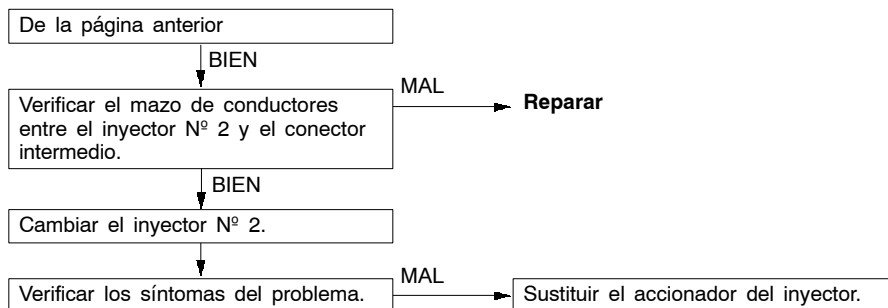 De la página anterior
BIEN
Verificar el mazo de conductores
entre el inyector Nº 2 y el conector
intermedio.
MAL
Reparar
BIEN
Cambiar el inyector Nº 2.
Verificar los síntomas del problema.
MAL
Sustituir el accionador del inyector.